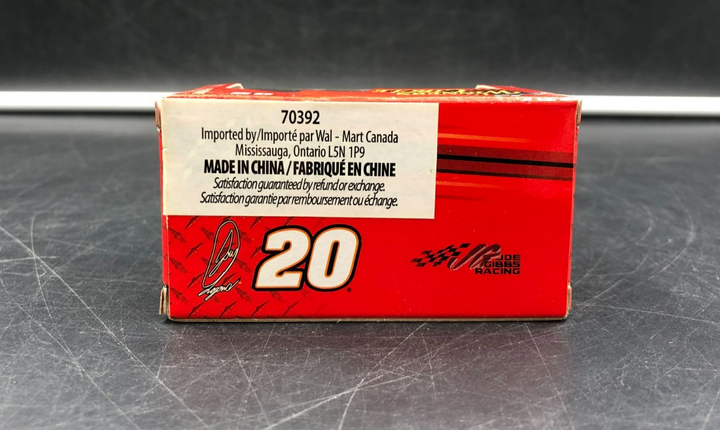 70392
Imported by/Importé par Wal - Mart Canada
Mississauga, Ontario L5N 1P9
MADE IN CHINA / FABRIQUÉ EN CHINE
Satisfaction guaranteed by refund or exchange.
Satisfaction garantie par remboursement ou échange.
20
JOE
GIBBS
RACING